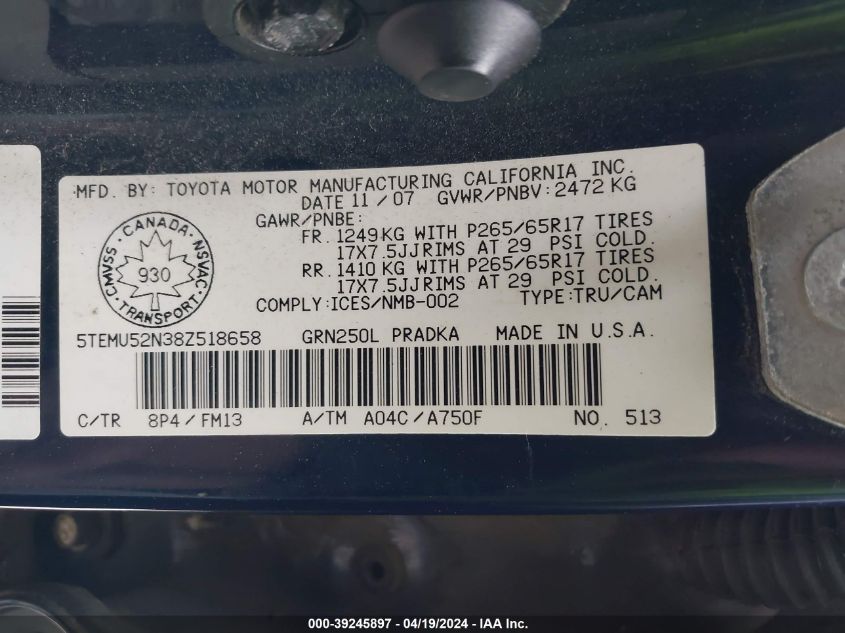 MFD. BY: TOYOTA MOTOR MANUFACTURING CALIFORNIA INC.
DATE 11/07 GVWR/PNBV:2472 KG
GAWR/PNBE:
FR. 1249KG WITH P265/65R17 TIRES
17X7.5JJRIMS AT 29 PSI COLD.
RR. 1410 KG WITH P265/65R17 TIRES
17X7.5JJRIMS AT 29 PSI COLD.
COMPLY:ICES/NMB-002 TYPE:TRU/CAM
CANADA
CMVSS
NSVAC
930
TRANSPORT
5TEMU52N38Z518658 GRN250L PRADKA MADE IN U.S.A.
C/TR 8P4/FM13 A/TM A04C/A750F NO. 513
000-39245897 - 04/19/2024 - IAA Inc.